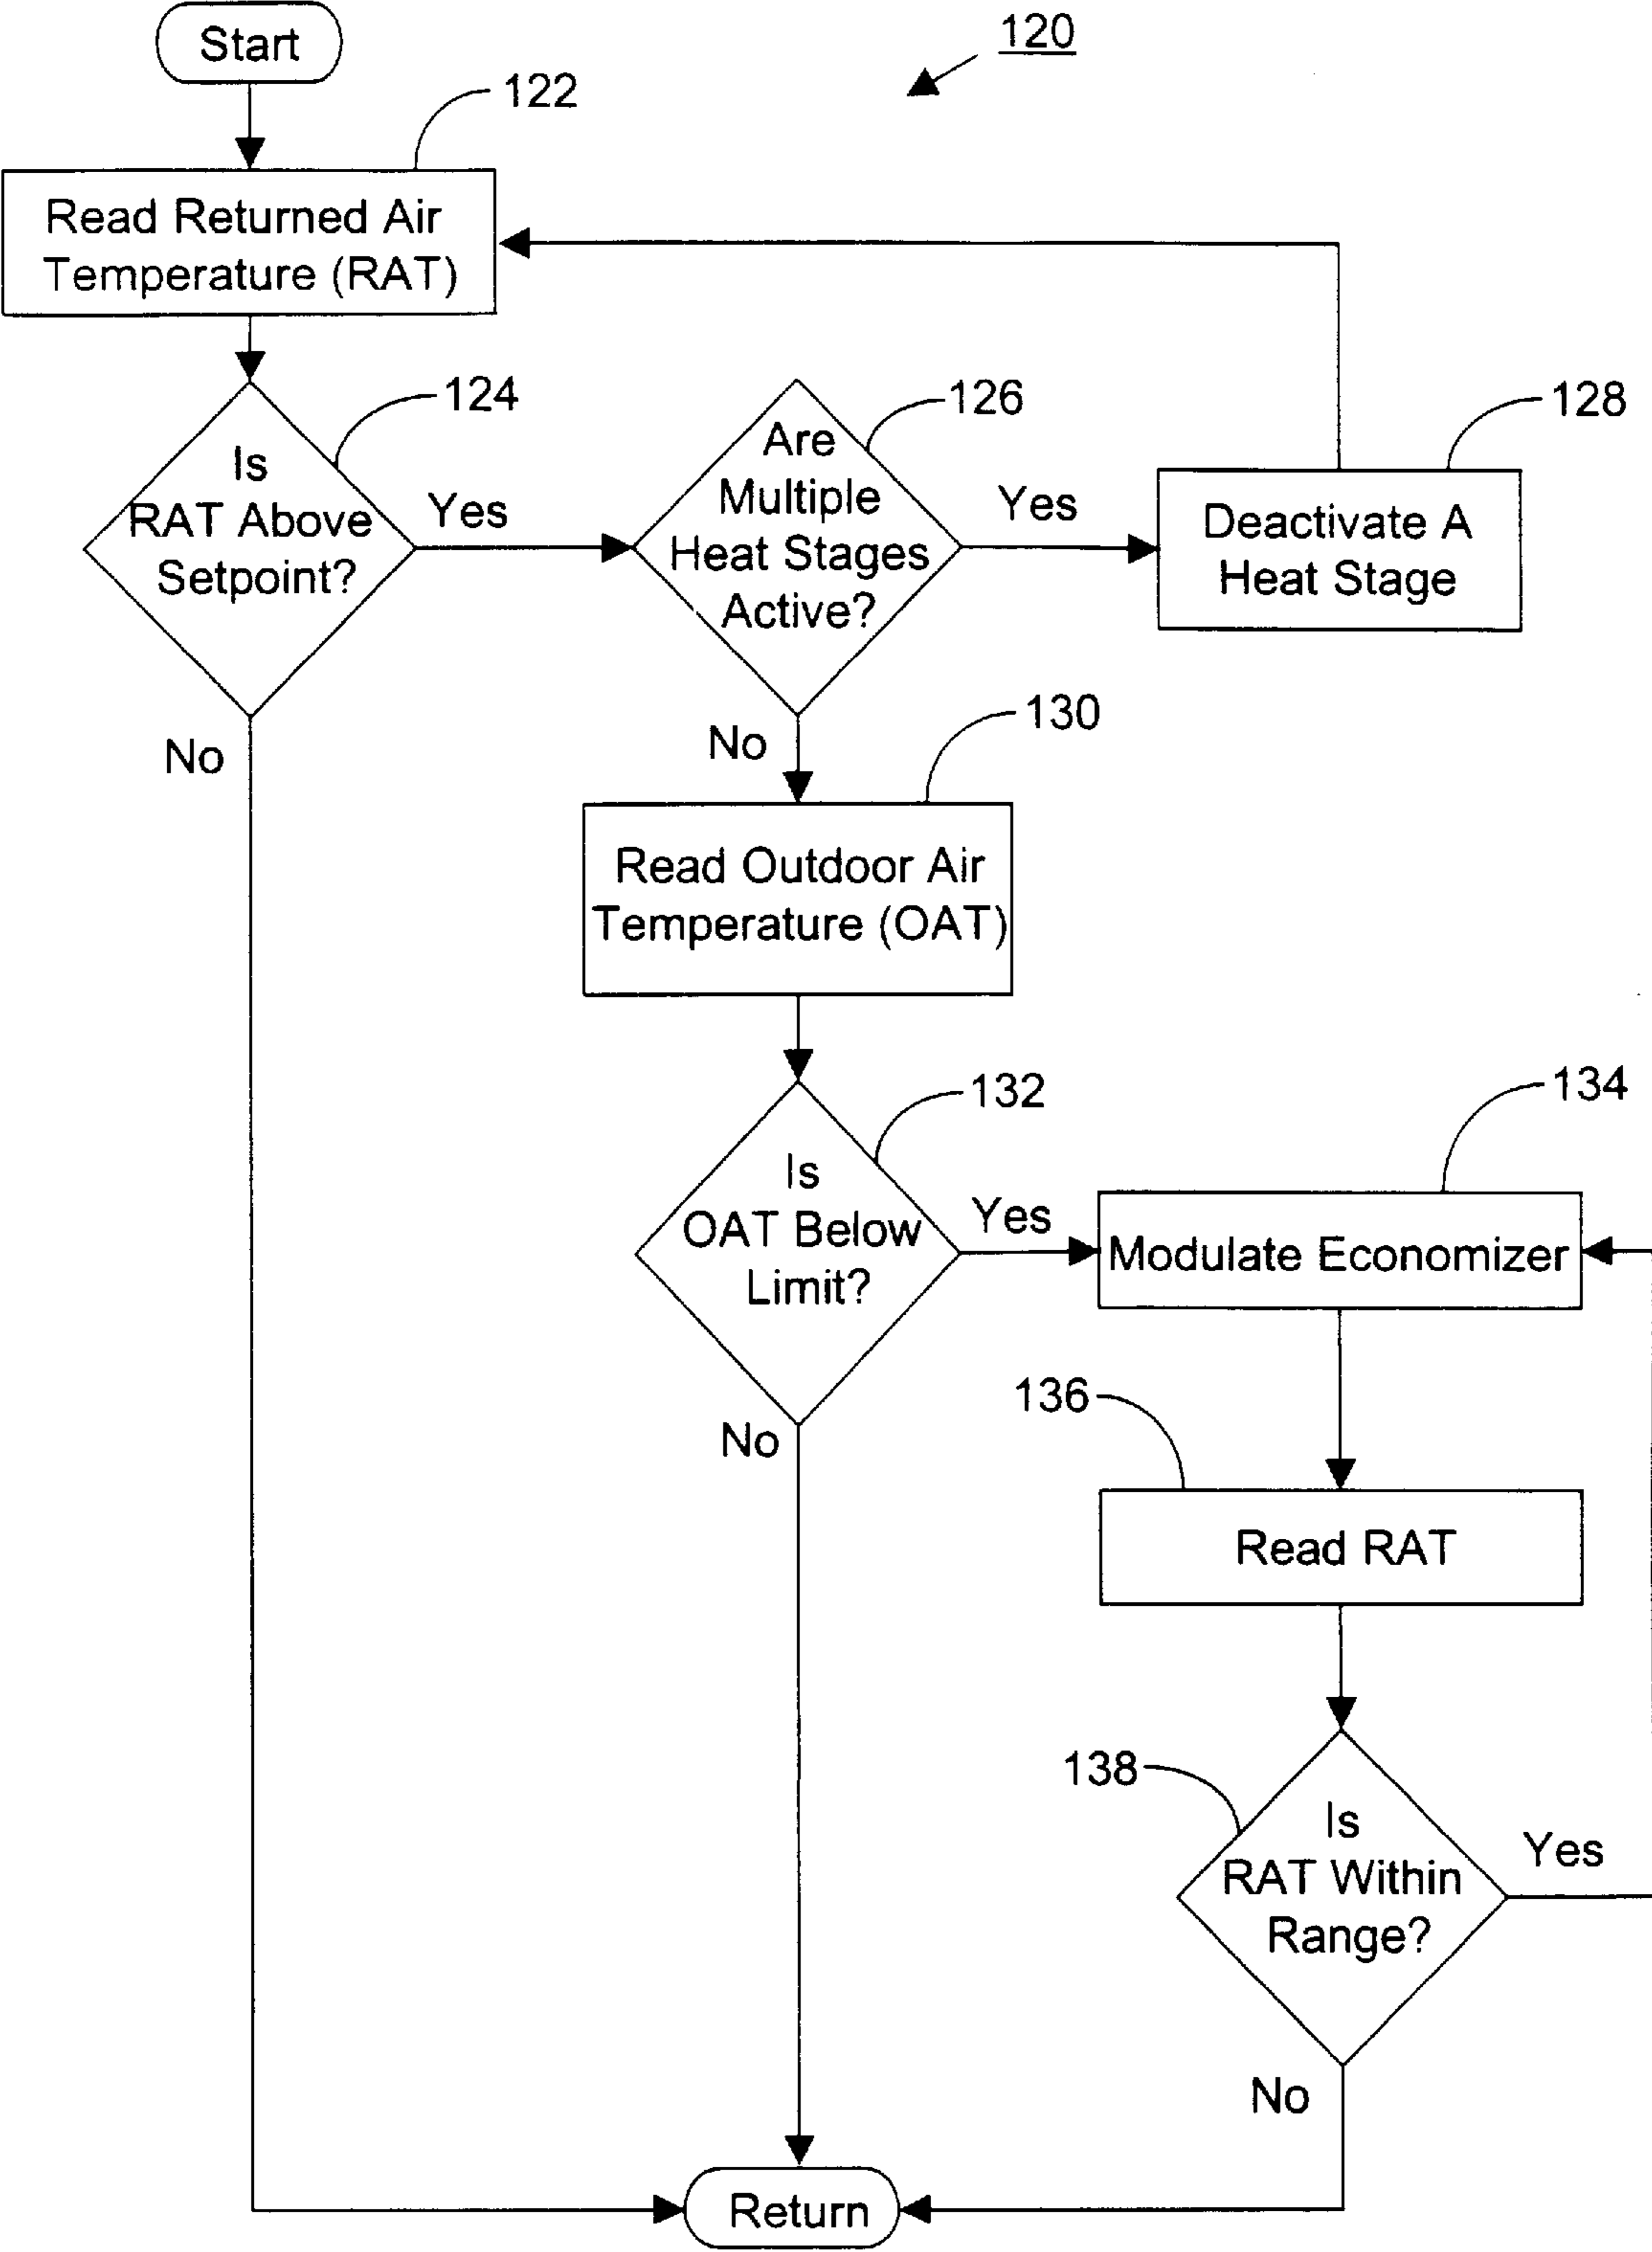 Start
120
122
Read Returned Air
Temperature (RAT)
124
Is
RAT Above
Setpoint?
Yes
No
126
Are
Multiple
Heat Stages
Active?
Yes
No
128
Deactivate A
Heat Stage
130
Read Outdoor Air
Temperature (OAT)
132
Is
OAT Below
Limit?
Yes
No
134
Modulate Economizer
136
Read RAT
138
Is
RAT Within
Range?
Yes
No
Return